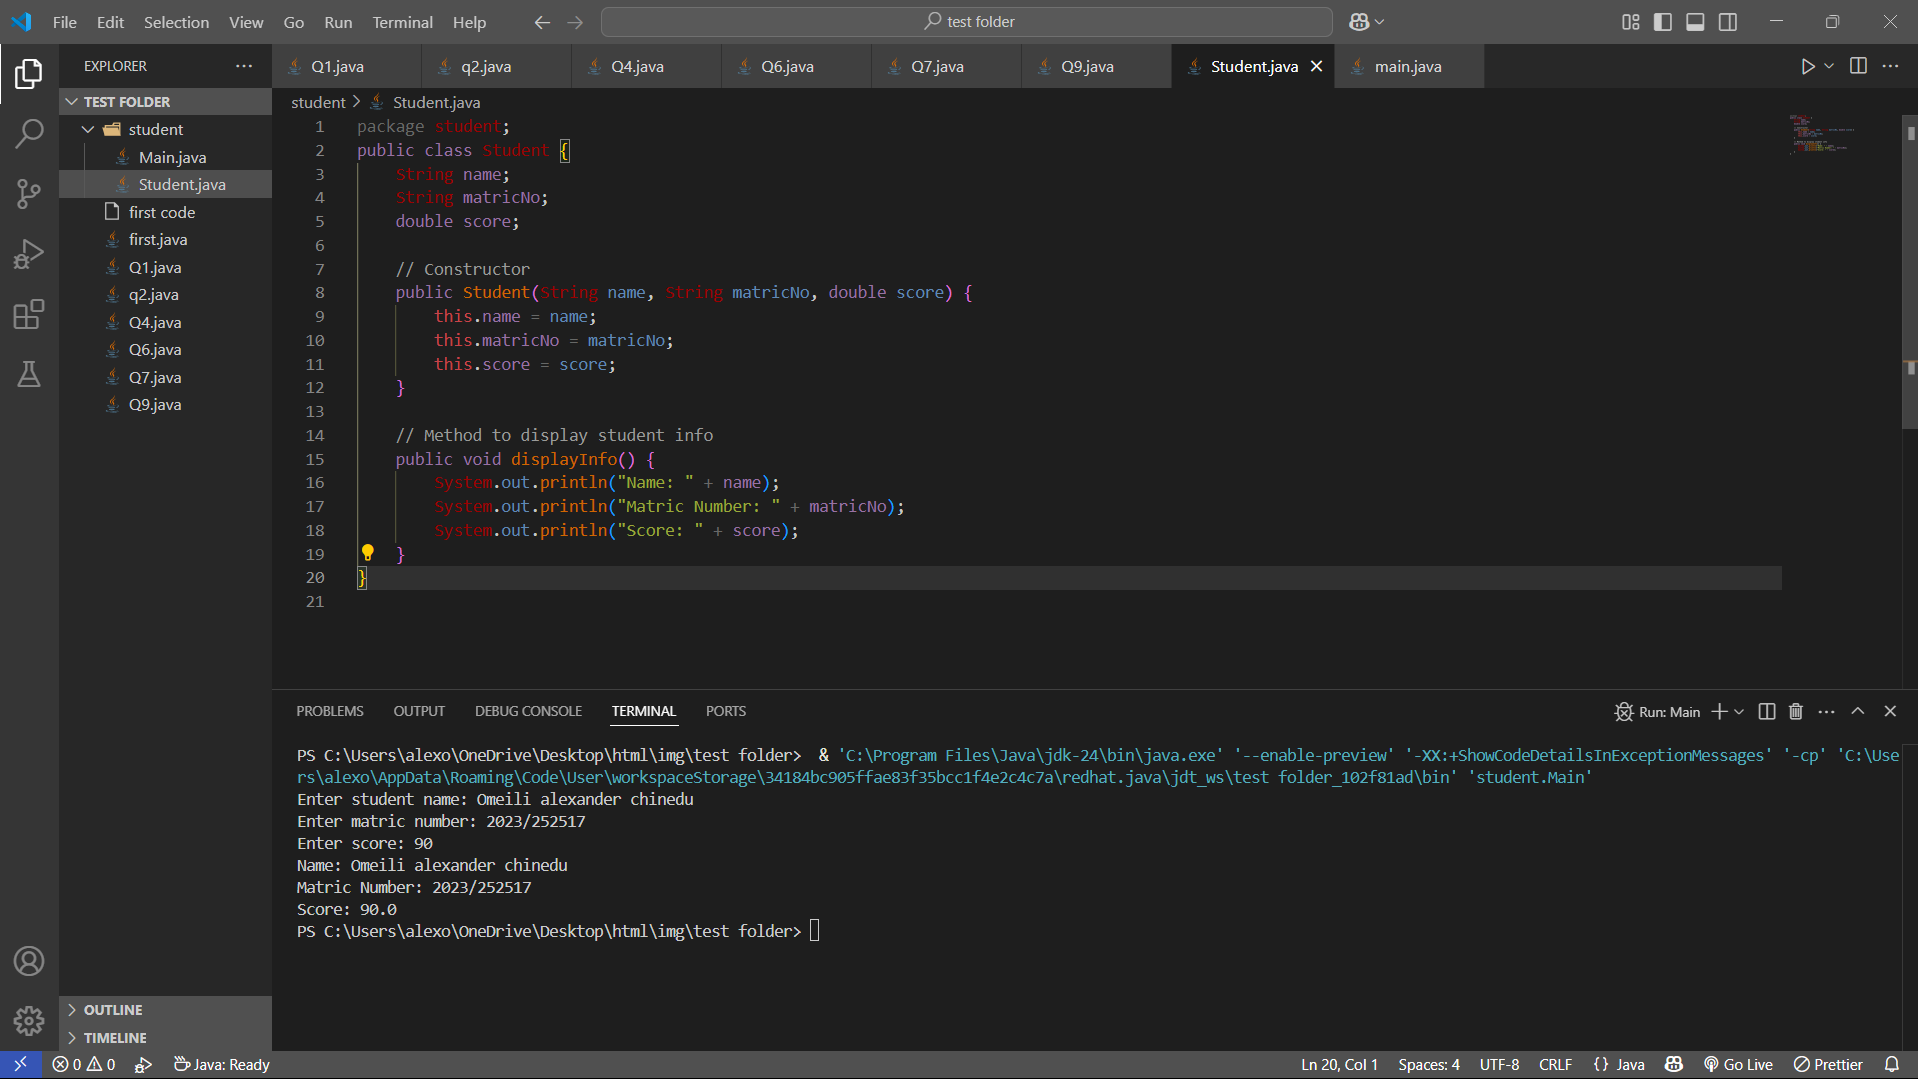 File Edit Selection View Go Run Terminal Help
test folder
EXPLORER
TEST FOLDER
student
Main.java
Student.java
first code
first.java
Q1.java
q2.java
Q4.java
Q6.java
Q7.java
Q9.java
OUTLINE
TIMELINE
Q1.java q2.java Q4.java Q6.java Q7.java Q9.java Student.java main.java
student > Student.java
1 package student;
2 public class Student {
3 String name;
4 String matricNo;
5 double score;
6
7 // Constructor
8 public Student(String name, String matricNo, double score) {
9 this.name = name;
10 this.matricNo = matricNo;
11 this.score = score;
12 }
13
14 // Method to display student info
15 public void displayInfo() {
16 System.out.println("Name: " + name);
17 System.out.println("Matric Number: " + matricNo);
18 System.out.println("Score: " + score);
19 }
20 }
21
PROBLEMS OUTPUT DEBUG CONSOLE TERMINAL PORTS
Run: Main
PS C:\Users\alexo\OneDrive\Desktop\html\img\test folder> & 'C:\Program Files\Java\jdk-24\bin\java.exe' '--enable-preview' '-XX:+ShowCodeDetailsInExceptionMessages' '-cp' 'C:\Use
rs\alexo\AppData\Roaming\Code\User\workspaceStorage\34184bc905ffae83f35bcc1f4e2c4c7a\redhat.java\jdt_ws\test folder_102f81ad\bin' 'student.Main'
Enter student name: Omeili alexander chinedu
Enter matric number: 2023/252517
Enter score: 90
Name: Omeili alexander chinedu
Matric Number: 2023/252517
Score: 90.0
PS C:\Users\alexo\OneDrive\Desktop\html\img\test folder>
0 0 Java: Ready
Ln 20, Col 1 Spaces: 4 UTF-8 CRLF {} Java Go Live Prettier